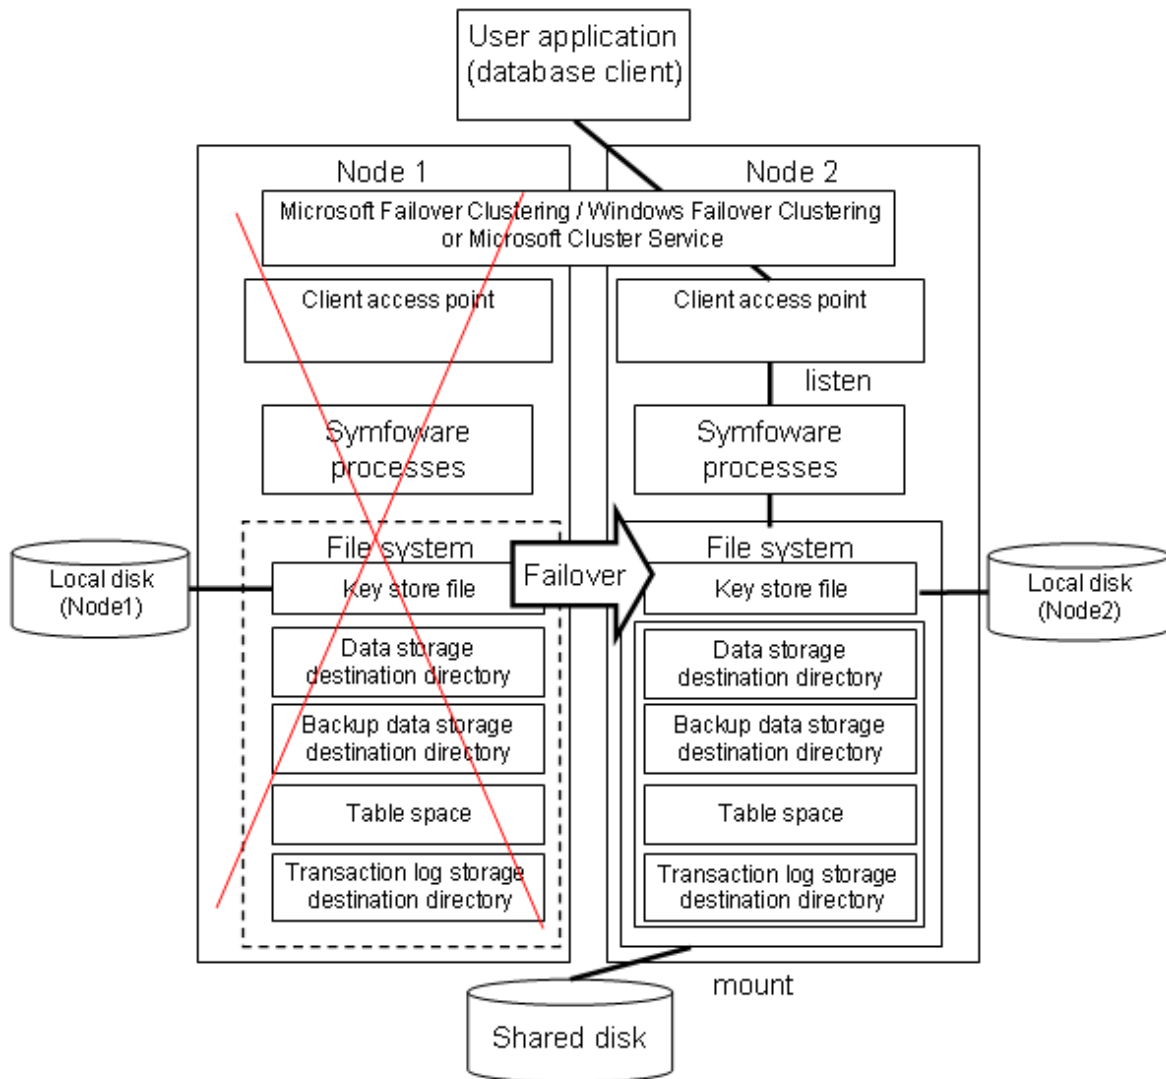 User application
(database client)
Node 1
Node 2
Microsoft Failover Clustering / Windows Failover Clustering
or Microsoft Cluster Service
Client access point
Client access point
listen
Symfoware
processes
Symfoware
processes
File system
File system
Failover
Local disk
(Node1)
Key store file
Key store file
Local disk
(Node2)
Data storage
destination directory
Data storage
destination directory
Backup data storage
destination directory
Backup data storage
destination directory
Table space
Table space
Transaction log storage
destination directory
Transaction log storage
destination directory
mount
Shared disk